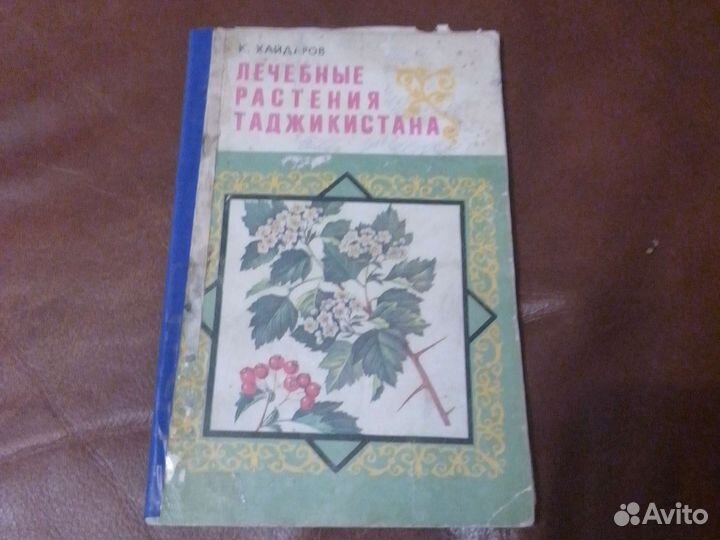 К. ХАЙДАРОВ
ЛЕЧЕБНЫЕ
РАСТЕНИЯ
ТАДЖИКИСТАНА
Avito